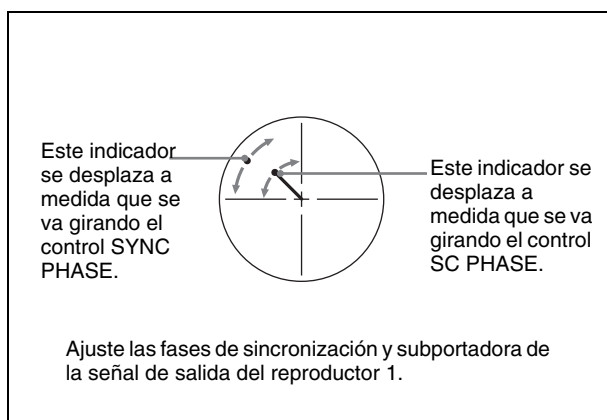 Este indicador
se desplaza a
medida que se
va girando el
control SYNC
PHASE.
Este indicador se
desplaza a
medida que se va
girando el control
SC PHASE.
Ajuste las fases de sincronización y subportadora de
la señal de salida del reproductor 1.